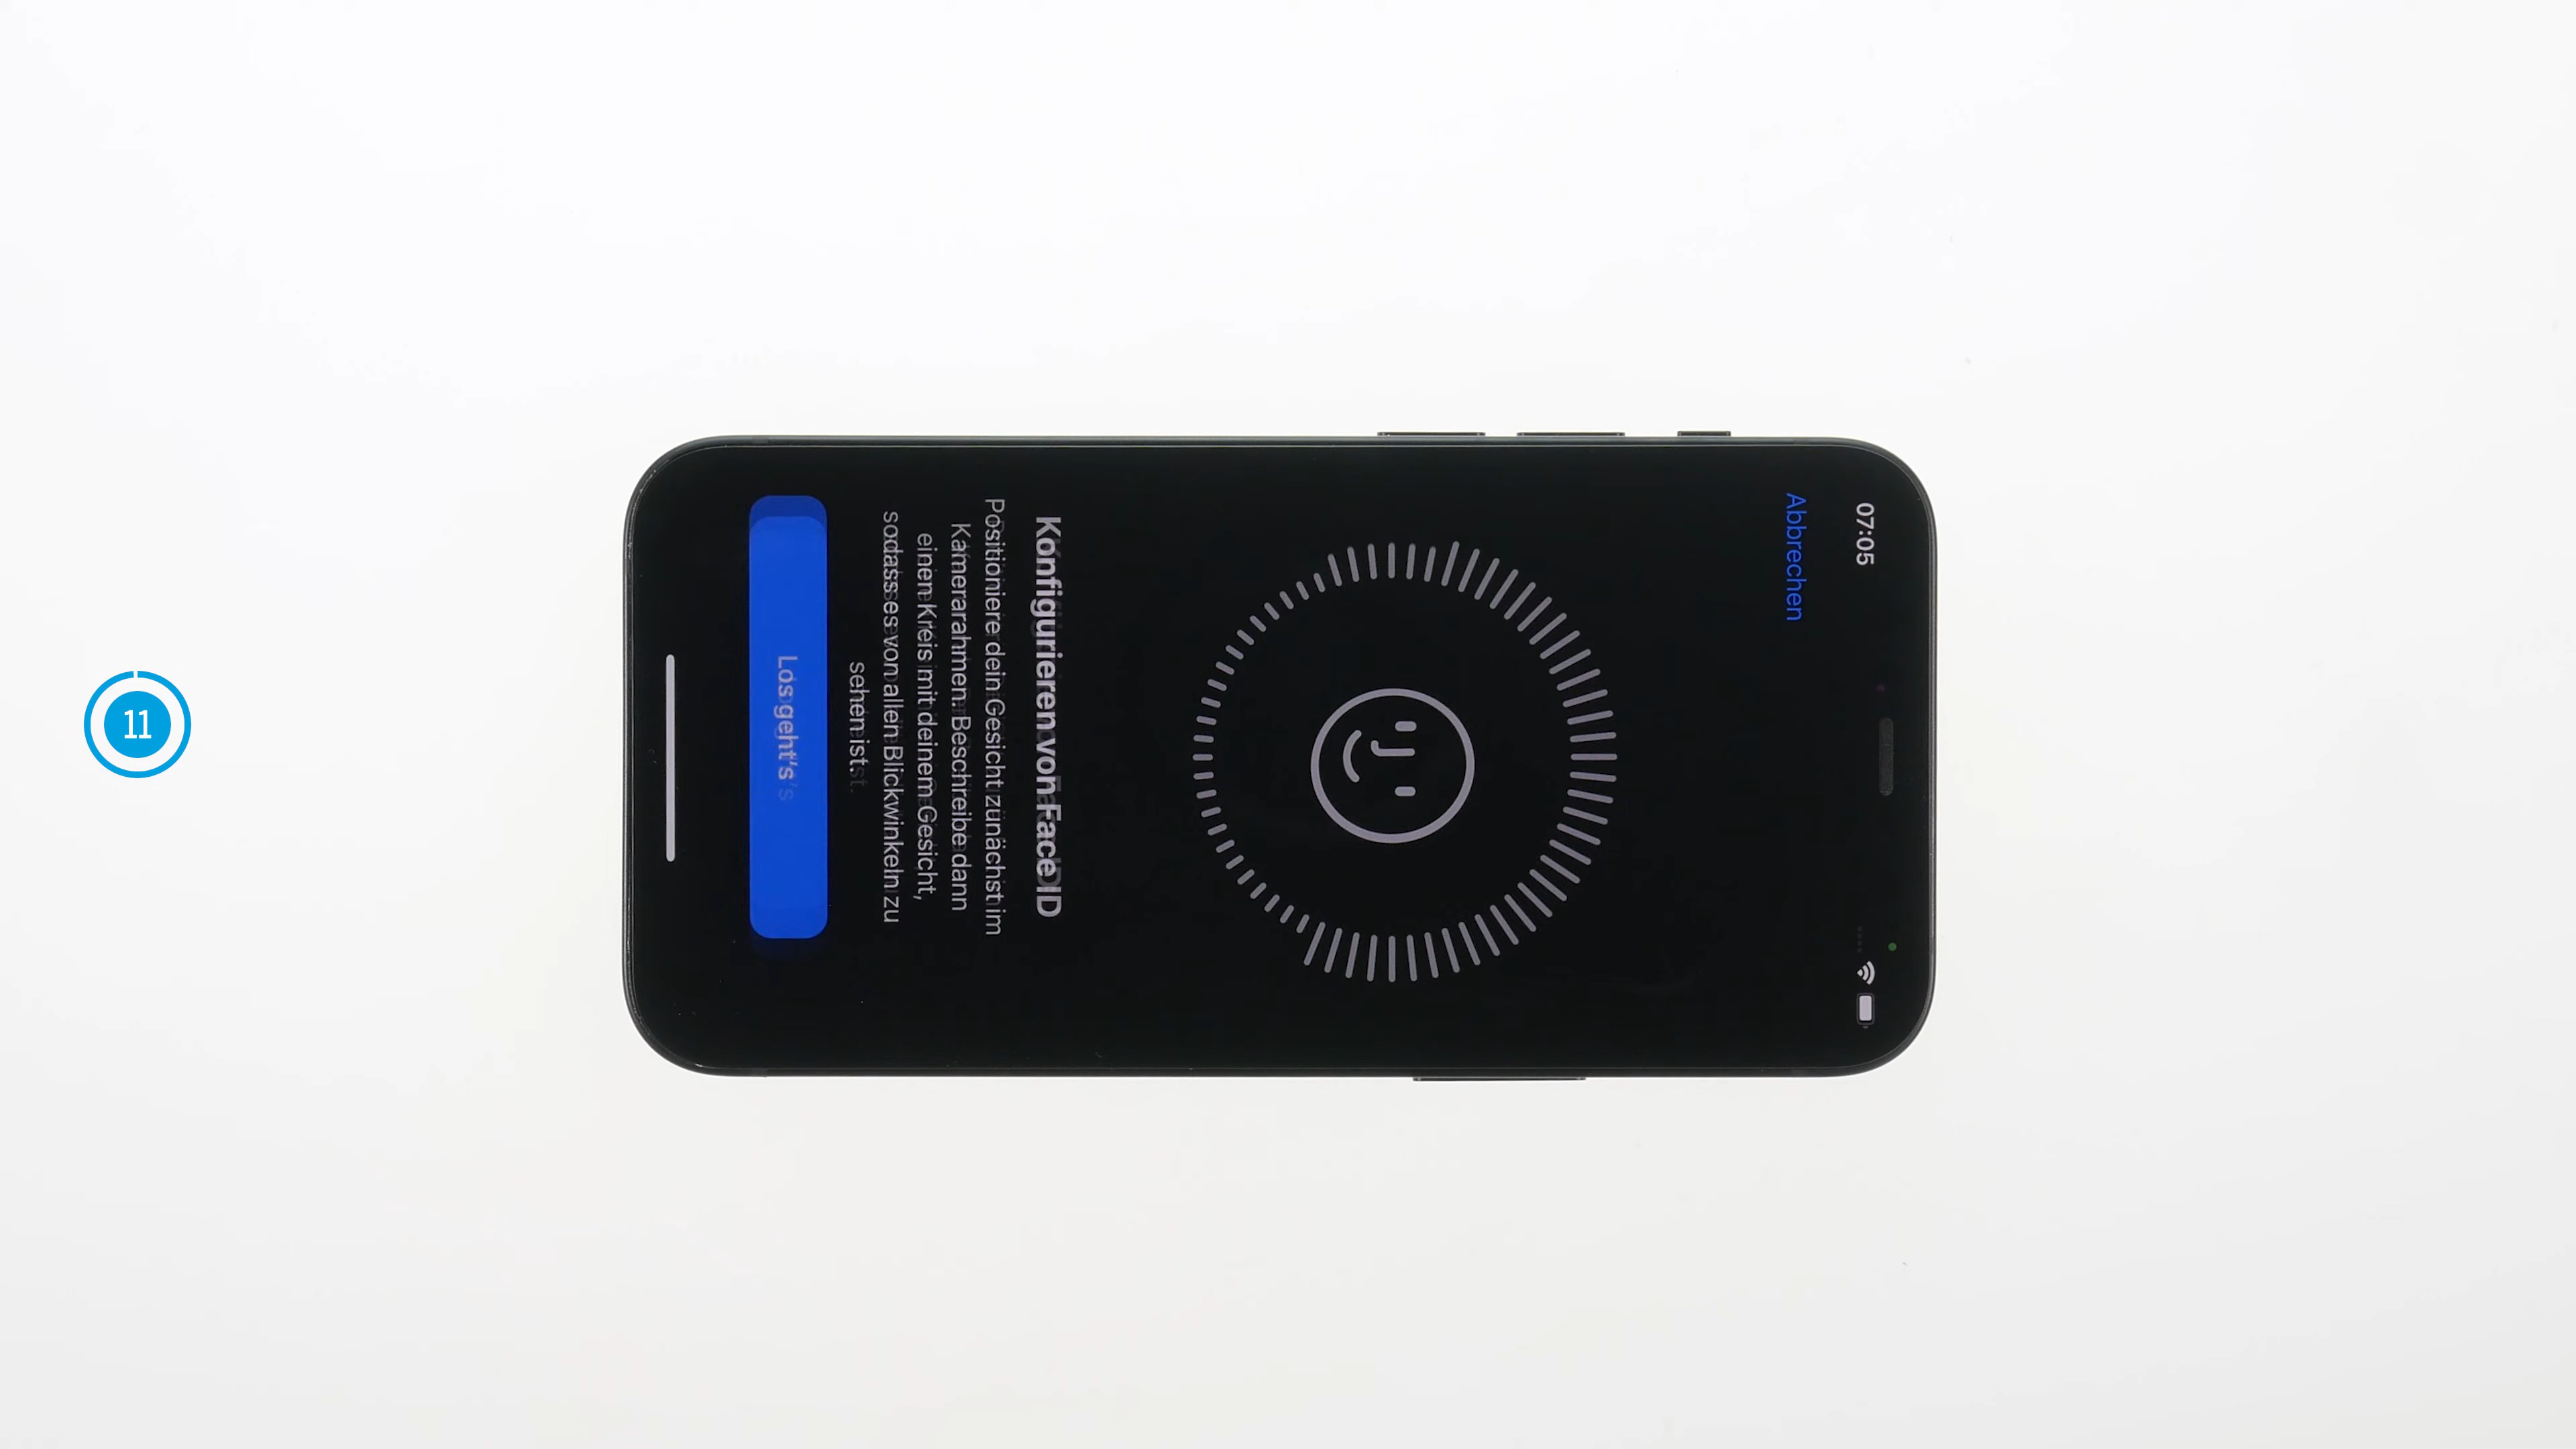 07:05
Abbrechen
Konfigurieren von Face ID
Positioniere dein Gesicht zunächst im
Kamerarahmen. Beschreibe dann
einen Kreis mit deinem Gesicht,
sodass es von allen Blickwinkeln zu
sehen ist.
Los geht's
11